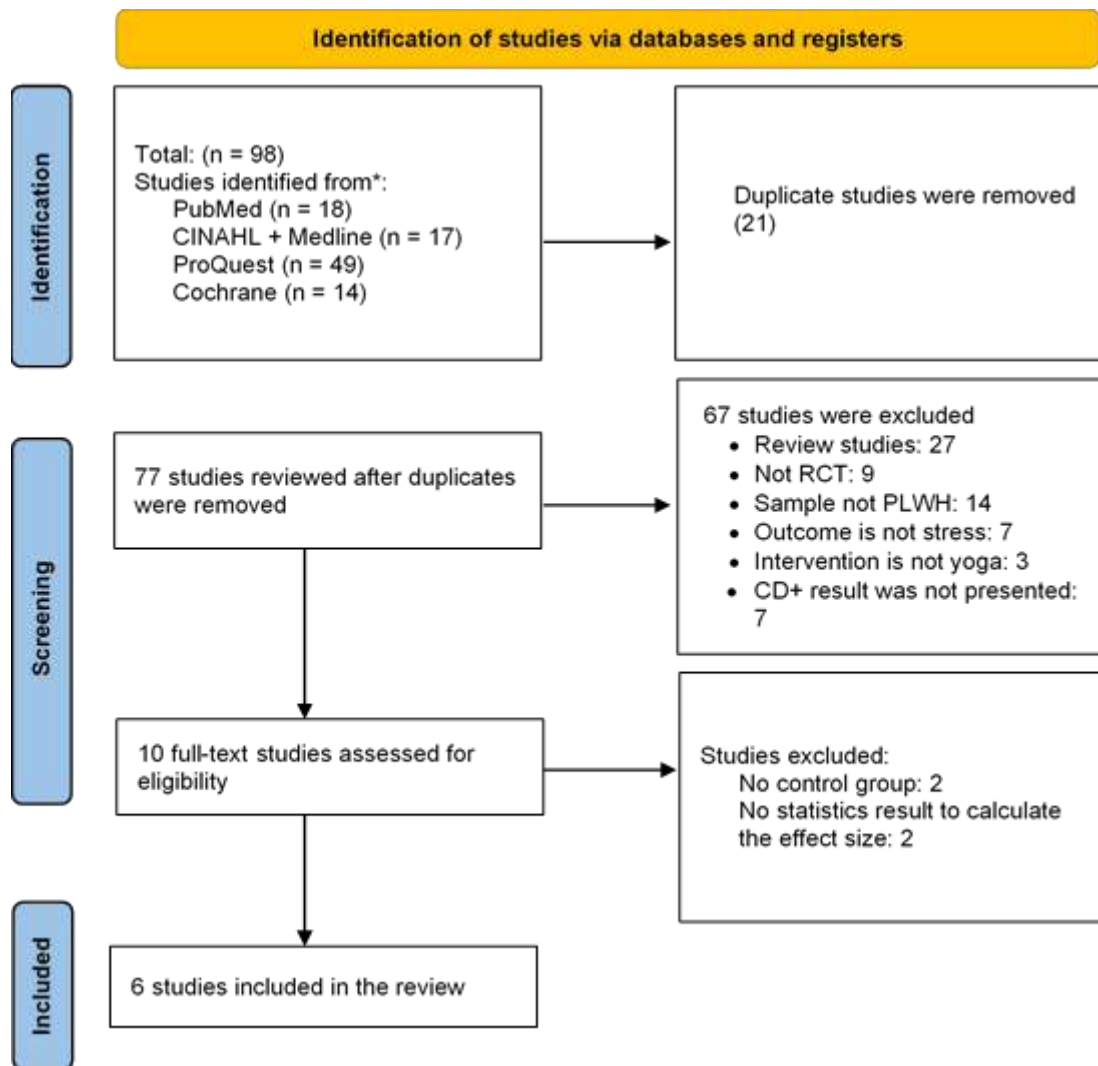 Identification of studies via databases and registers
Identification
Total: (n = 98)
Studies identified from*:
PubMed (n = 18)
CINAHL + Medline (n = 17)
ProQuest (n = 49)
Cochrane (n = 14)
Duplicate studies were removed
(21)
Screening
77 studies reviewed after duplicates
were removed
67 studies were excluded
• Review studies: 27
• Not RCT: 9
• Sample not PLWH: 14
• Outcome is not stress: 7
• Intervention is not yoga: 3
• CD+ result was not presented:
7
10 full-text studies assessed for
eligibility
Studies excluded:
No control group: 2
No statistics result to calculate
the effect size: 2
Included
6 studies included in the review